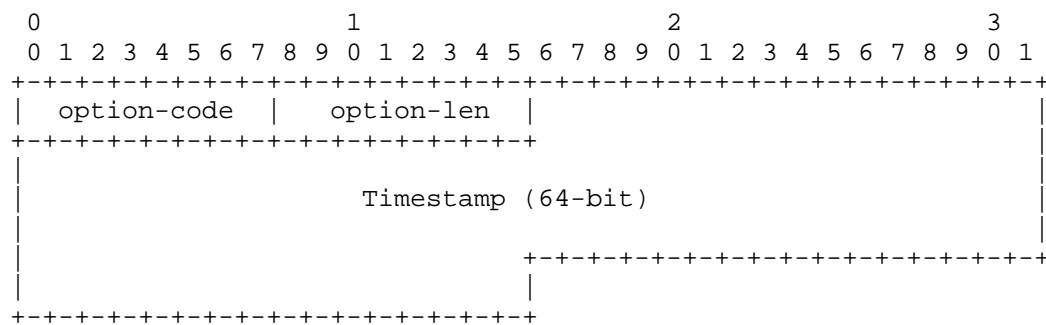 0                   1                   2                   3
 0 1 2 3 4 5 6 7 8 9 0 1 2 3 4 5 6 7 8 9 0 1 2 3 4 5 6 7 8 9 0 1
+-+-+-+-+-+-+-+-+-+-+-+-+-+-+-+-+-+-+-+-+-+-+-+-+-+-+-+-+-+-+-+-+
|  option-code  |   option-len  |                               |
+-+-+-+-+-+-+-+-+-+-+-+-+-+-+-+-+                               |
|                                                               |
|                     Timestamp (64-bit)                        |
|                                                               |
|                               +-+-+-+-+-+-+-+-+-+-+-+-+-+-+-+-+
|                               |
+-+-+-+-+-+-+-+-+-+-+-+-+-+-+-+-+